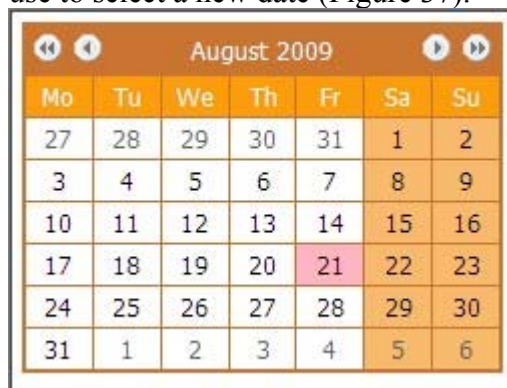 use to select a new date (Figure 37).
August 2009
Mo Tu We Th Fr Sa Su
27 28 29 30 31 1 2
3 4 5 6 7 8 9
10 11 12 13 14 15 16
17 18 19 20 21 22 23
24 25 26 27 28 29 30
31 1 2 3 4 5 6